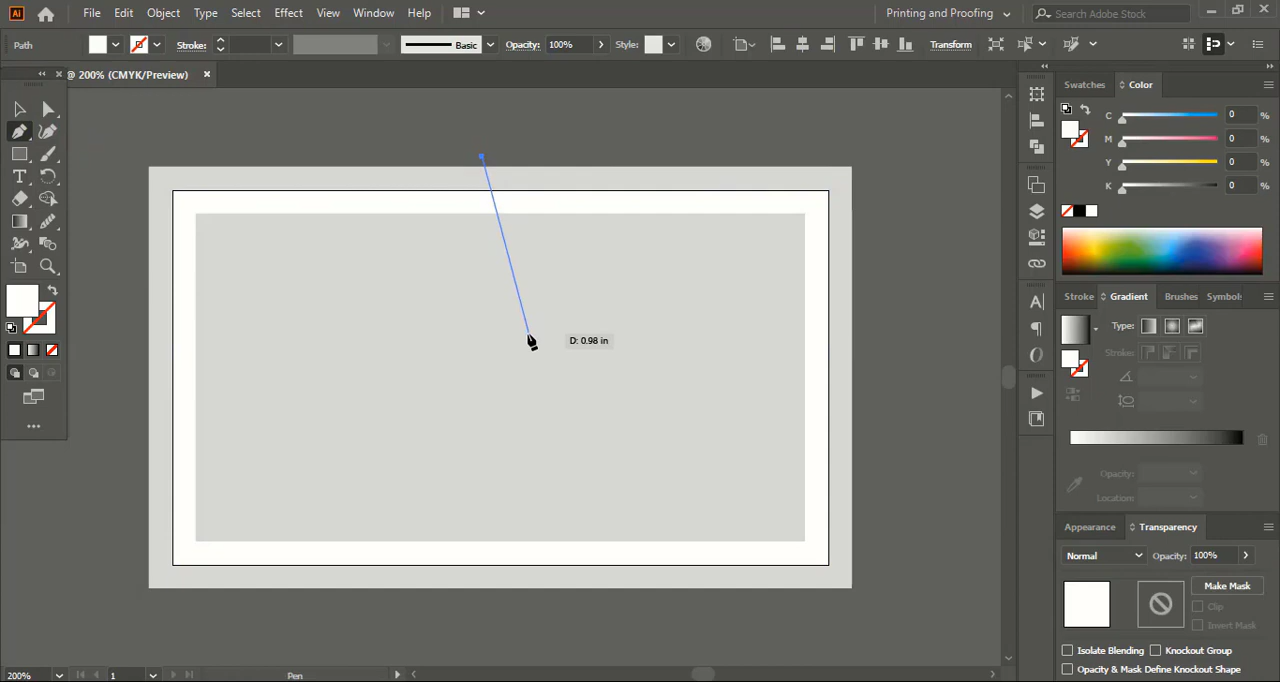 Ai File Edit Object Type Select Effect View Window Help Printing and Proofing Search Adobe Stock
Path Stroke: Basic Opacity: 100% Style: Transform
@ 200% (CMYK/Preview) ×
Swatches Color
C 0 %
M 0 %
Y 0 %
K 0 %
T
Stroke Gradient Brushes Symbols
Type:
Stroke:
D: 0.98 in
Opacity:
Location:
Appearance Transparency
Normal Opacity: 100%
Make Mask
Clip
Invert Mask
Isolate Blending Knockout Group
Opacity & Mask Define Knockout Shape
200% 1 Pen